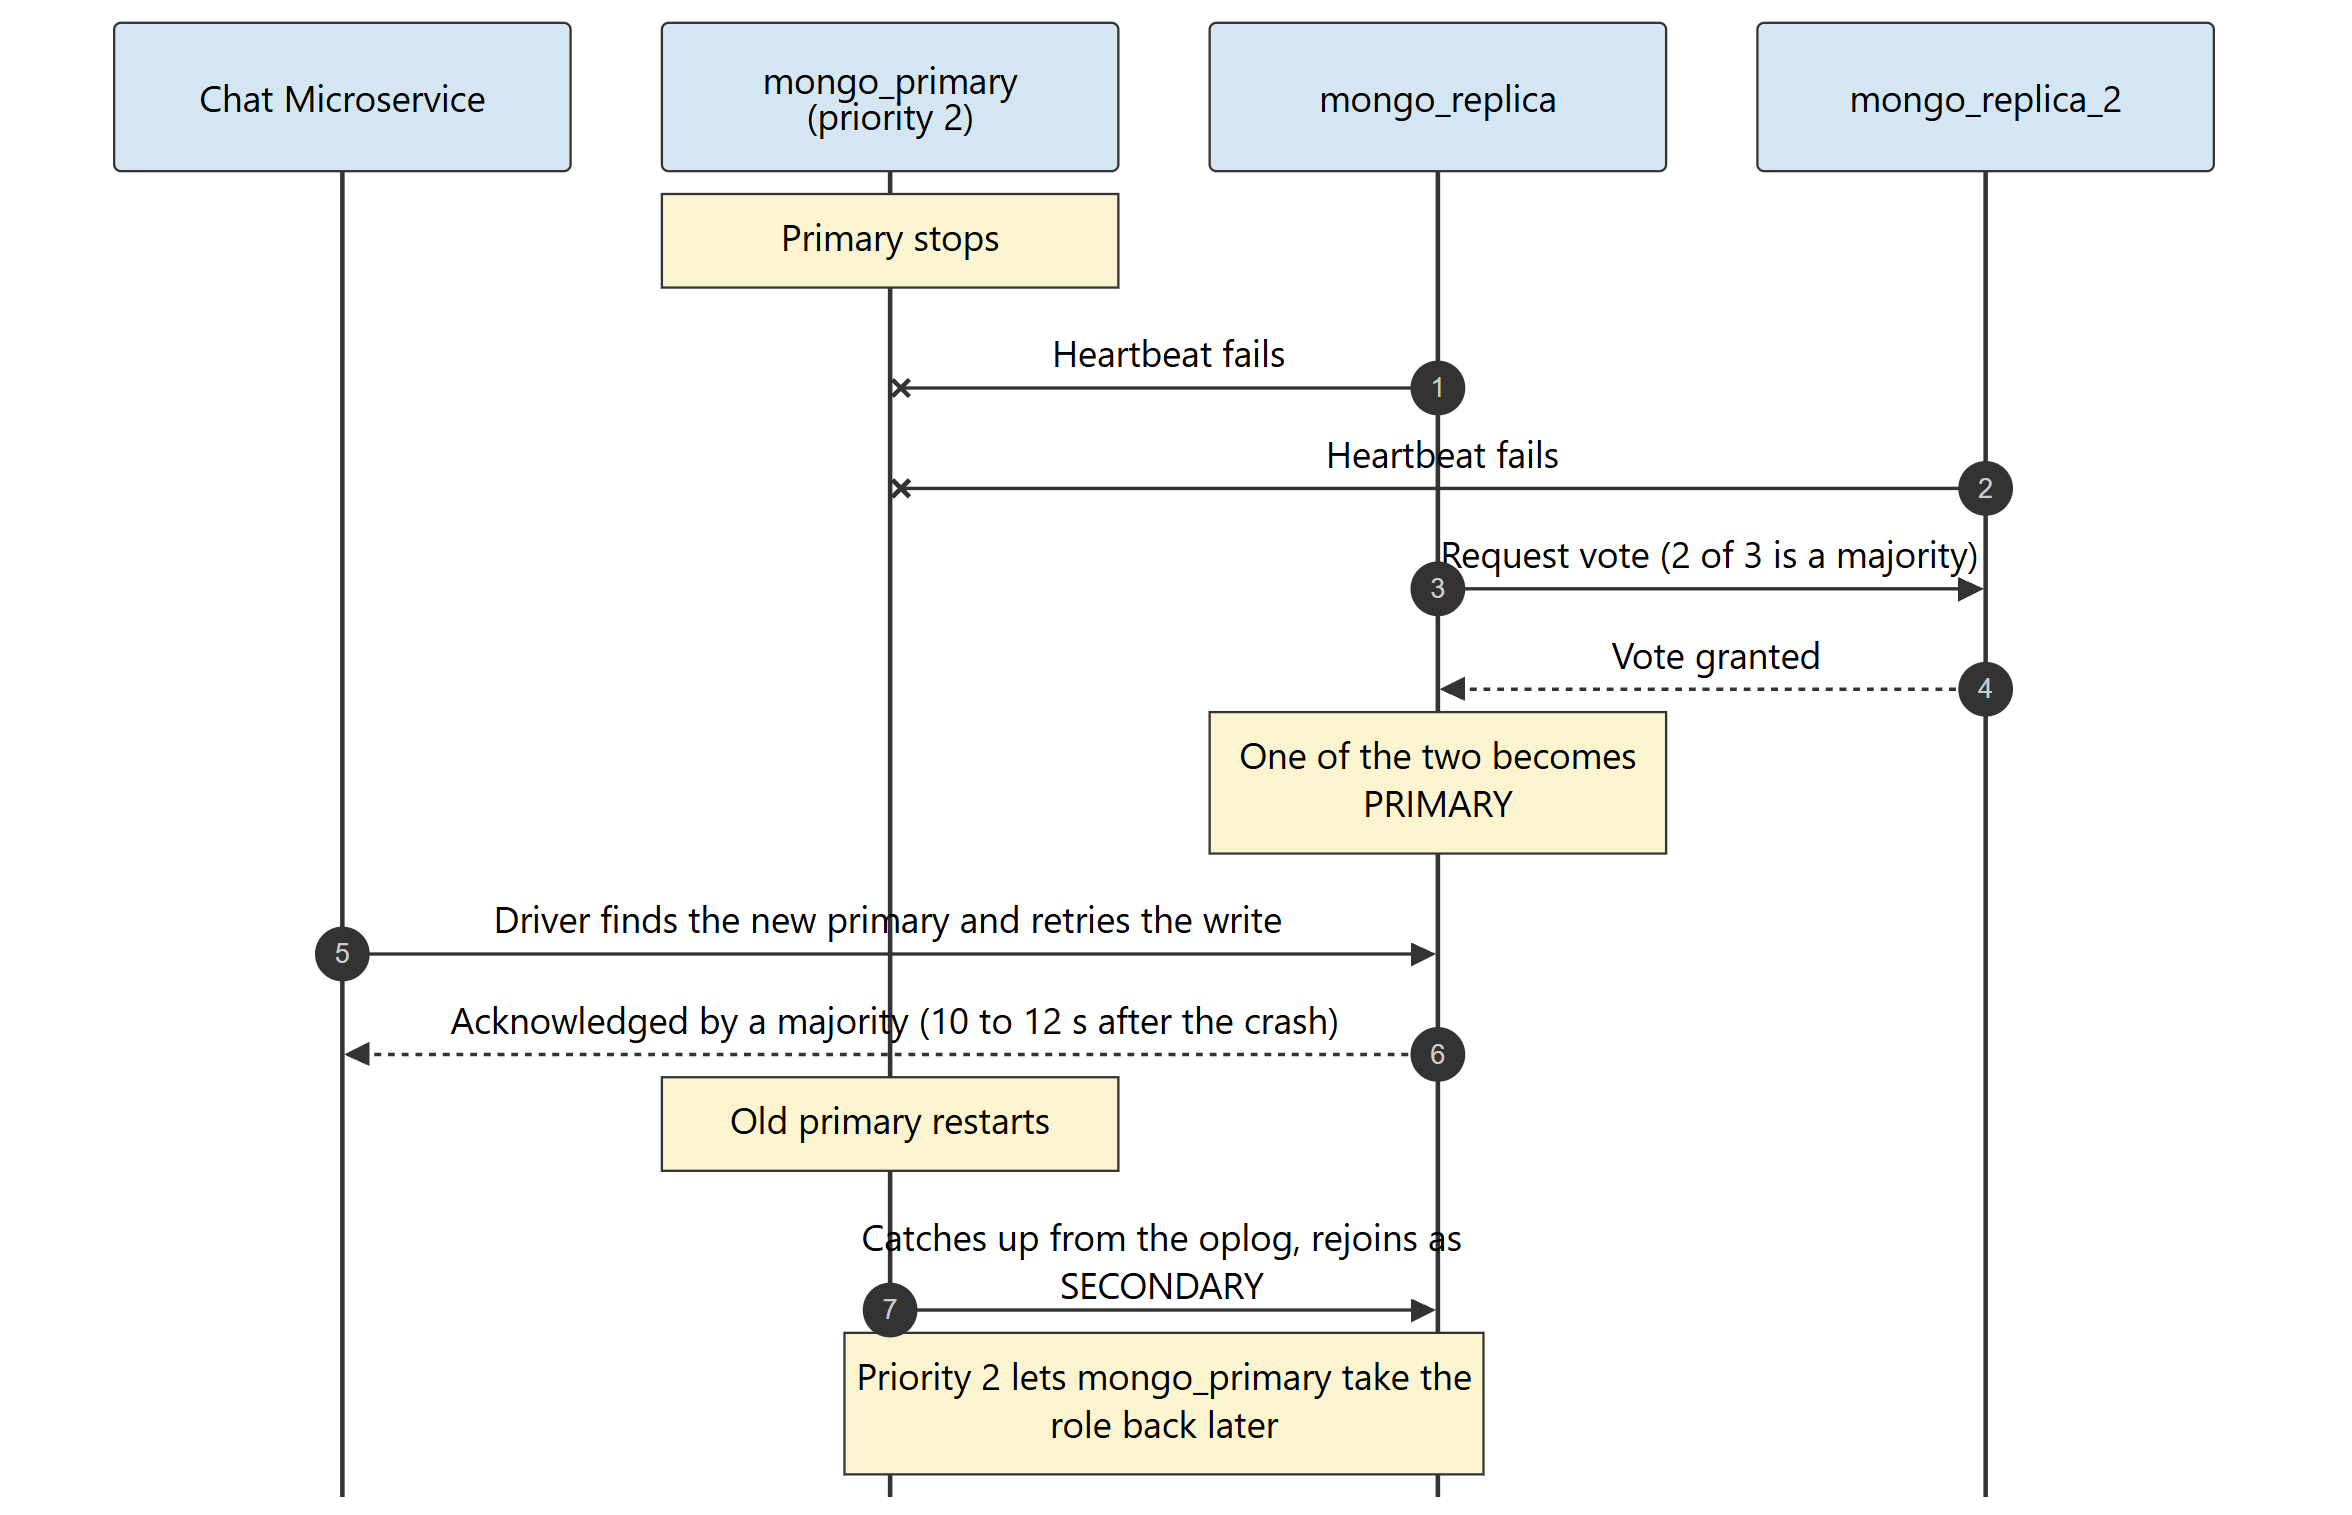 Chat Microservice
mongo_primary
(priority 2)
mongo_replica
mongo_replica_2
Primary stops
Heartbeat fails
1
Heartbeat fails
2
Request vote (2 of 3 is a majority)
3
Vote granted
4
One of the two becomes
PRIMARY
Driver finds the new primary and retries the write
5
Acknowledged by a majority (10 to 12 s after the crash)
6
Old primary restarts
Catches up from the oplog, rejoins as
SECONDARY
7
Priority 2 lets mongo_primary take the
role back later